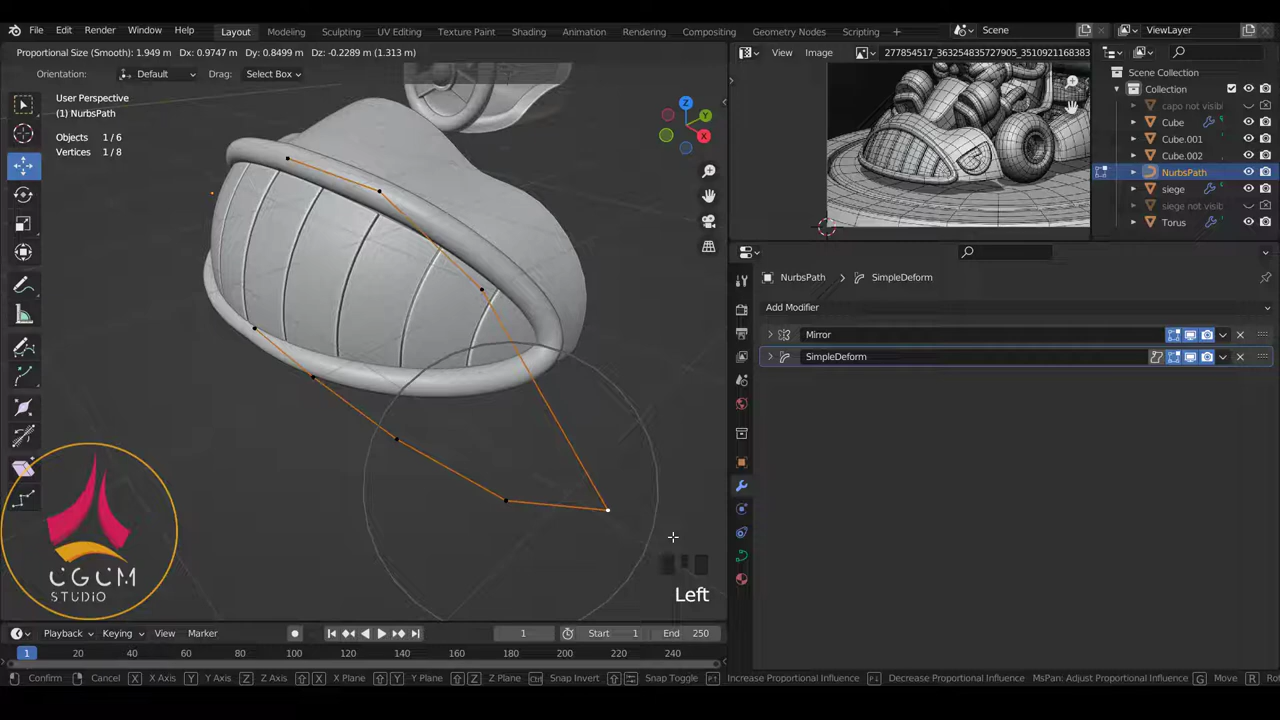 File Edit Render Window Help Layout Modeling Sculpting UV Editing Texture Paint Shading Animation Rendering Compositing Geometry Nodes Scripting + Scene ViewLayer
Proportional Size (Smooth): 1.949 m Dx: 0.9747 m Dy: 0.8499 m Dz: -0.2289 m (1.313 m)
View Image 277854517_363254835727905_3510921168383
Orientation: Default Drag: Select Box
Scene Collection
Collection
capo not visibl
Cube
Cube.001
Cube.002
NurbsPath
siege
siege not visib
Torus
User Perspective
(1) NurbsPath
Objects 1/6
Vertices 1/8
Z
Y
X
NurbsPath SimpleDeform
Add Modifier
Mirror
SimpleDeform
CGCM
STUDIO
Left
Playback Keying View Marker 1 Start 1 End 250
1 20 40 60 80 100 120 140 160 180 200 220 240
Confirm Cancel X X Axis Y Y Axis Z Z Axis X X Plane Y Y Plane Z Z Plane Ctrl Snap Invert Snap Toggle Increase Proportional Influence Decrease Proportional Influence MsPan: Adjust Proportional Influence G Move R Rot